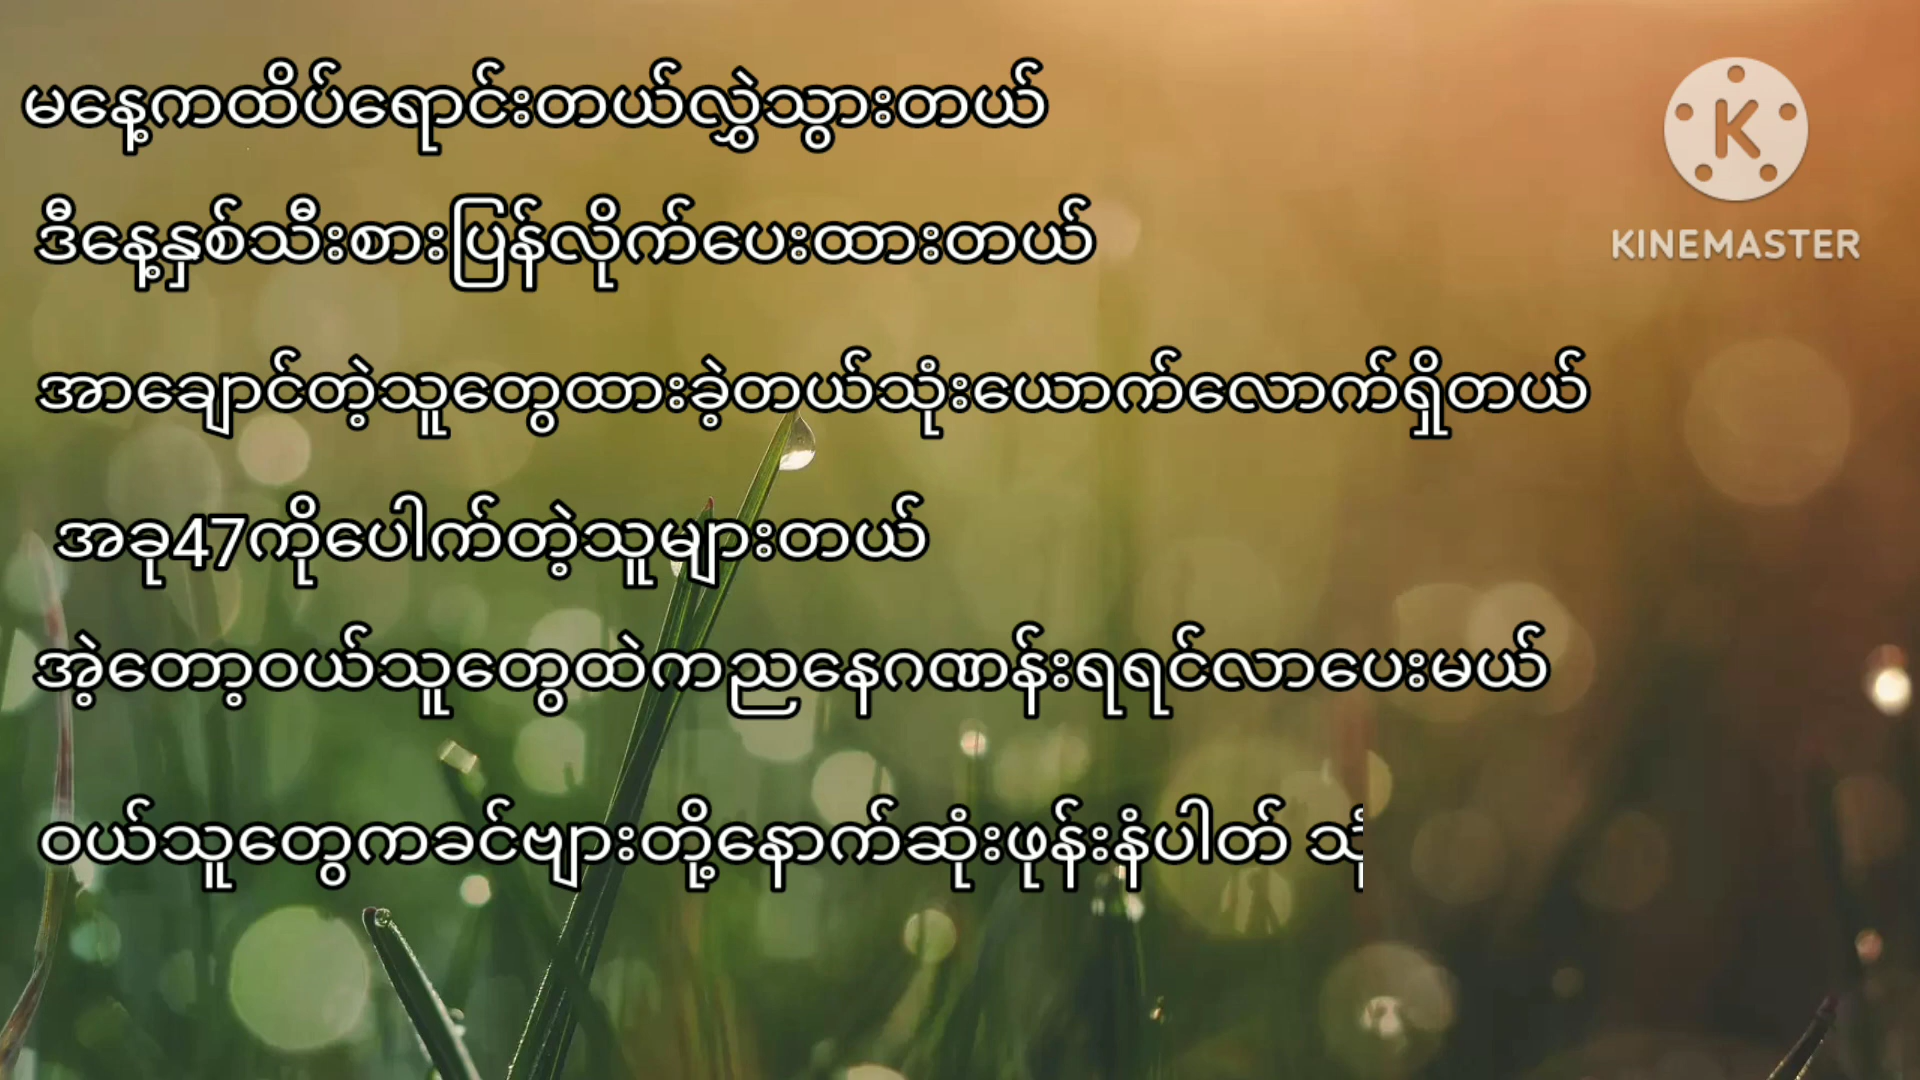 မနေ့ကထိပ်ရောင်းတယ်လွှဲသွားတယ်
KINEMASTER
ဒီနေ့နှစ်သီးစားပြန်လိုက်ပေးထားတယ်
အာချောင်တဲ့သူတွေထားခဲ့တယ်သုံးယောက်လောက်ရှိတယ်
အခု47ကိုပေါက်တဲ့သူများတယ်
အဲ့တော့ဝယ်သူတွေထဲကညနေဂဏန်းရရင်လာပေးမယ်
ဝယ်သူတွေကခင်ဗျားတို့နောက်ဆုံးဖုန်းနံပါတ်